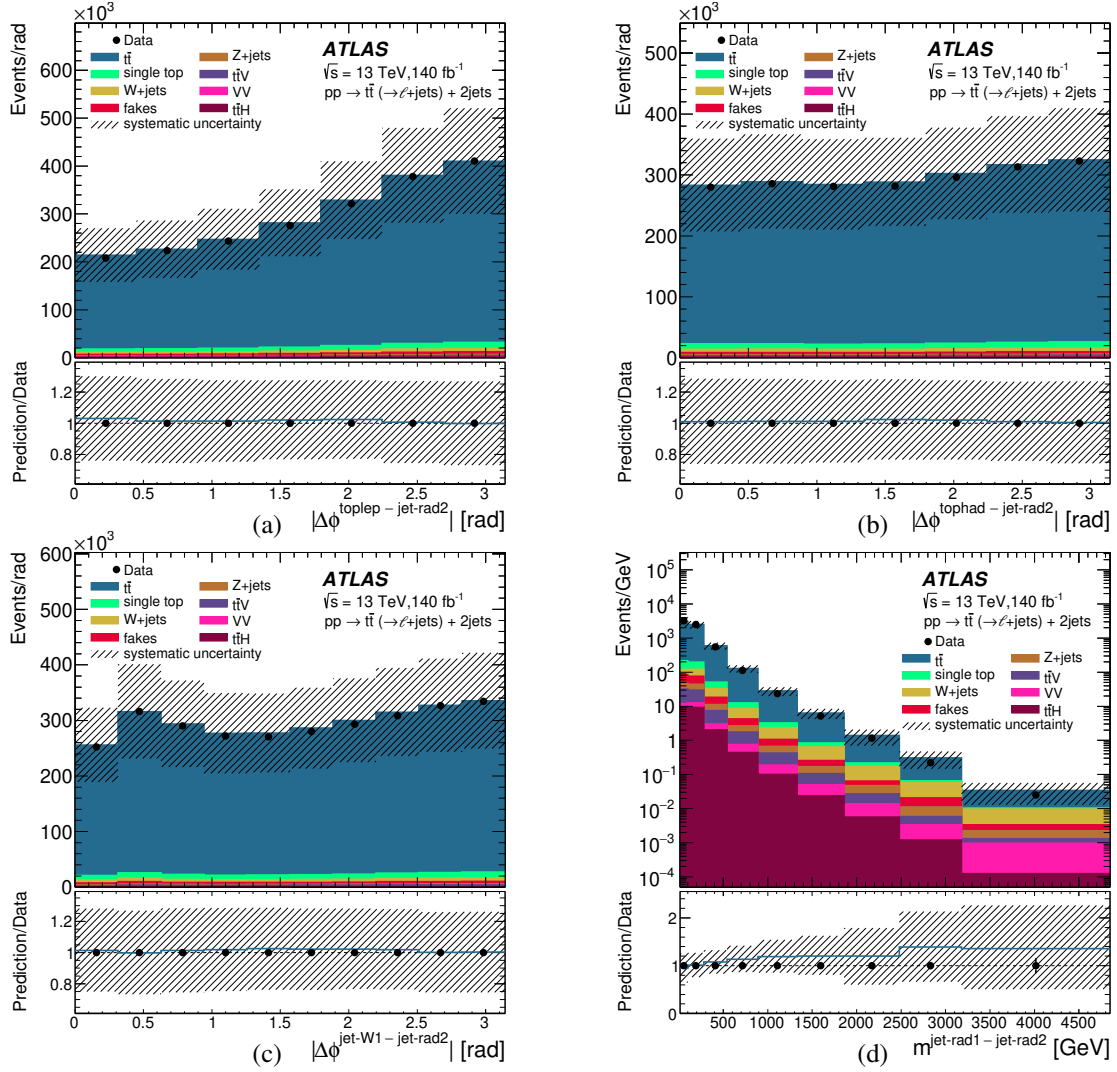 ×10³
Events/rad
700
600
500
400
300
200
100
0
Data
tt̄
single top
W+jets
fakes
Z+jets
tt̄V
VV
tt̄H
systematic uncertainty
ATLAS
√s = 13 TeV,140 fb⁻¹
pp → tt̄ (→ℓ+jets) + 2jets
Prediction/Data
1.2
1
0.8
0 0.5 1 1.5 2 2.5 3
(a) |Δϕ^toplep – jet-rad2| [rad]
×10³
Events/rad
500
400
300
200
100
0
Data
tt̄
single top
W+jets
fakes
Z+jets
tt̄V
VV
tt̄H
systematic uncertainty
ATLAS
√s = 13 TeV,140 fb⁻¹
pp → tt̄ (→ℓ+jets) + 2jets
Prediction/Data
1.2
1
0.8
0 0.5 1 1.5 2 2.5 3
(b) |Δϕ^tophad – jet-rad2| [rad]
×10³
Events/rad
600
500
400
300
200
100
0
Data
tt̄
single top
W+jets
fakes
Z+jets
tt̄V
VV
tt̄H
systematic uncertainty
ATLAS
√s = 13 TeV,140 fb⁻¹
pp → tt̄ (→ℓ+jets) + 2jets
Prediction/Data
1.2
1
0.8
0 0.5 1 1.5 2 2.5 3
(c) |Δϕ^jet-W1 – jet-rad2| [rad]
Events/GeV
10⁵
10⁴
10³
10²
10
1
10⁻¹
10⁻²
10⁻³
10⁻⁴
ATLAS
√s = 13 TeV,140 fb⁻¹
pp → tt̄ (→ℓ+jets) + 2jets
Data
tt̄
single top
W+jets
fakes
Z+jets
tt̄V
VV
tt̄H
systematic uncertainty
Prediction/Data
2
1
0
500 1000 1500 2000 2500 3000 3500 4000 4500
(d) m^jet-rad1 – jet-rad2 [GeV]